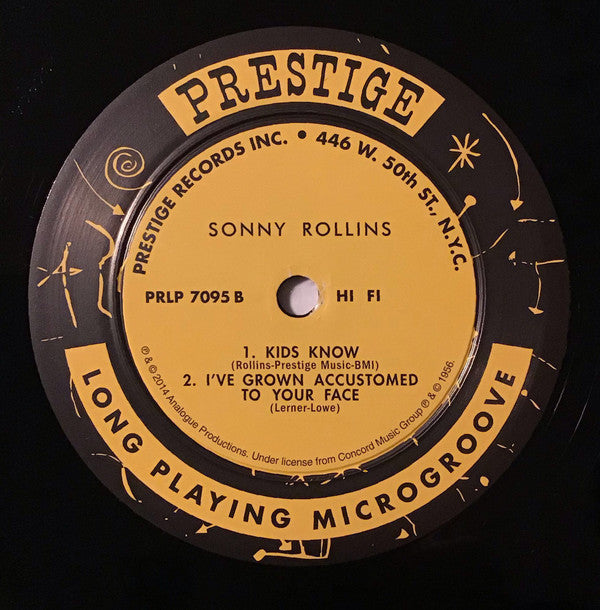 PRESTIGE
PRESTIGE RECORDS INC. • 446 W. 50th ST., N.Y.C.
SONNY ROLLINS
PRLP 7095 B HI FI
1. KIDS KNOW
(Rollins-Prestige Music-BMI)
2. I'VE GROWN ACCUSTOMED
TO YOUR FACE
(Lerner-Lowe)
℗ & © 2014 Analogue Productions. Under license from Concord Music Group ℗ & © 1956.
LONG PLAYING MICROGROOVE